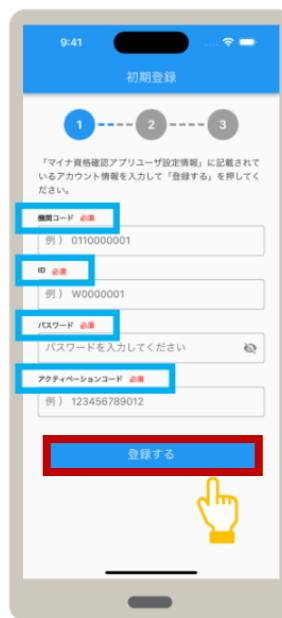 9:41
初期登録
1 2 3
「マイナ資格確認アプリユーザ設定情報」に記載されて
いるアカウント情報を入力して「登録する」を押してく
ださい。
機関コード 必須
例） 0110000001
ID 必須
例） W0000001
パスワード 必須
パスワードを入力してください
アクティベーションコード 必須
例） 123456789012
登録する